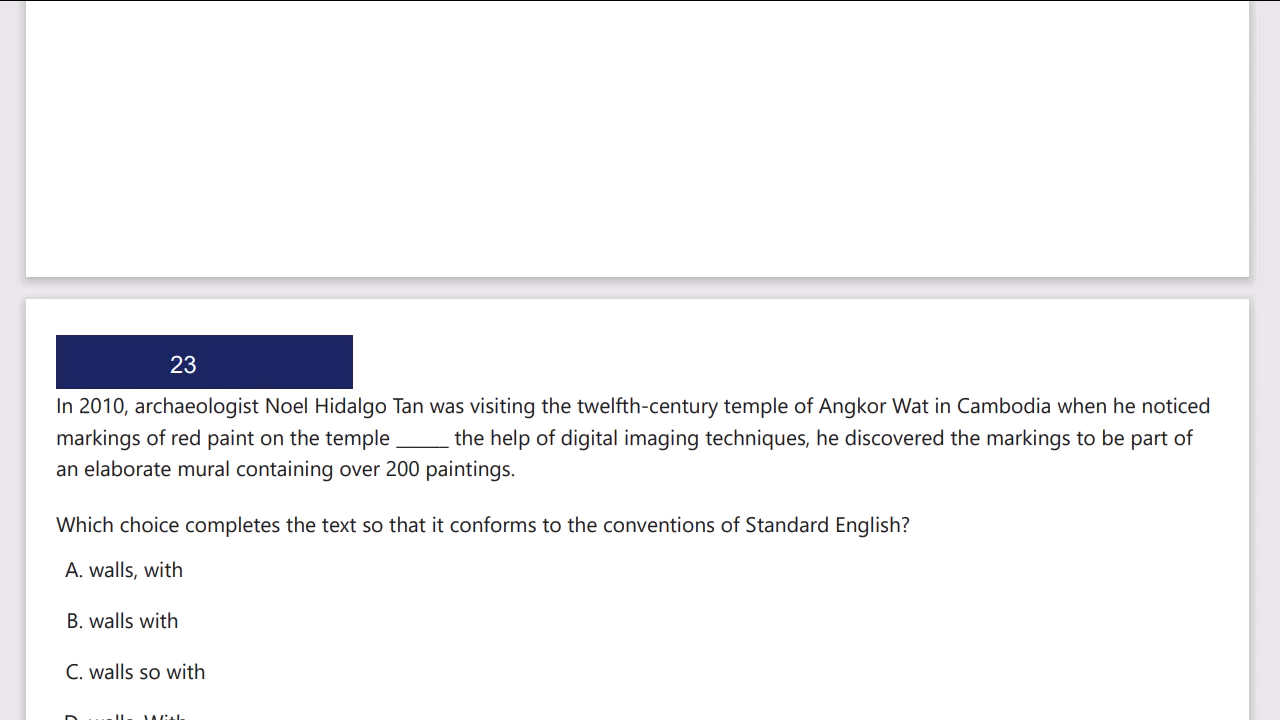 23
In 2010, archaeologist Noel Hidalgo Tan was visiting the twelfth-century temple of Angkor Wat in Cambodia when he noticed
markings of red paint on the temple _____ the help of digital imaging techniques, he discovered the markings to be part of
an elaborate mural containing over 200 paintings.
Which choice completes the text so that it conforms to the conventions of Standard English?
A. walls, with
B. walls with
C. walls so with
D. walls. With